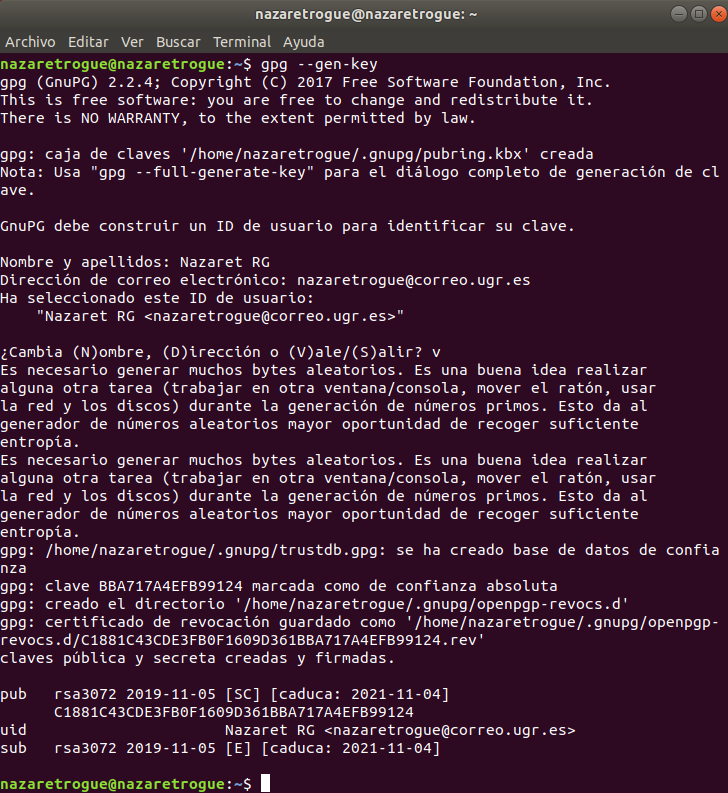 nazaretrogue@nazaretrogue: ~
Archivo Editar Ver Buscar Terminal Ayuda
nazaretrogue@nazaretrogue:~$ gpg --gen-key
gpg (GnuPG) 2.2.4; Copyright (C) 2017 Free Software Foundation, Inc.
This is free software: you are free to change and redistribute it.
There is NO WARRANTY, to the extent permitted by law.
gpg: caja de claves '/home/nazaretrogue/.gnupg/pubring.kbx' creada
Nota: Usa "gpg --full-generate-key" para el diálogo completo de generación de cl
ave.
GnuPG debe construir un ID de usuario para identificar su clave.
Nombre y apellidos: Nazaret RG
Dirección de correo electrónico: nazaretrogue@correo.ugr.es
Ha seleccionado este ID de usuario:
    "Nazaret RG <nazaretrogue@correo.ugr.es>"
¿Cambia (N)ombre, (D)irección o (V)ale/(S)alir? v
Es necesario generar muchos bytes aleatorios. Es una buena idea realizar
alguna otra tarea (trabajar en otra ventana/consola, mover el ratón, usar
la red y los discos) durante la generación de números primos. Esto da al
generador de números aleatorios mayor oportunidad de recoger suficiente
entropía.
Es necesario generar muchos bytes aleatorios. Es una buena idea realizar
alguna otra tarea (trabajar en otra ventana/consola, mover el ratón, usar
la red y los discos) durante la generación de números primos. Esto da al
generador de números aleatorios mayor oportunidad de recoger suficiente
entropía.
gpg: /home/nazaretrogue/.gnupg/trustdb.gpg: se ha creado base de datos de confia
nza
gpg: clave BBA717A4EFB99124 marcada como de confianza absoluta
gpg: creado el directorio '/home/nazaretrogue/.gnupg/openpgp-revocs.d'
gpg: certificado de revocación guardado como '/home/nazaretrogue/.gnupg/openpgp-
revocs.d/C1881C43CDE3FB0F1609D361BBA717A4EFB99124.rev'
claves pública y secreta creadas y firmadas.
pub   rsa3072 2019-11-05 [SC] [caduca: 2021-11-04]
      C1881C43CDE3FB0F1609D361BBA717A4EFB99124
uid                      Nazaret RG <nazaretrogue@correo.ugr.es>
sub   rsa3072 2019-11-05 [E] [caduca: 2021-11-04]
nazaretrogue@nazaretrogue:~$